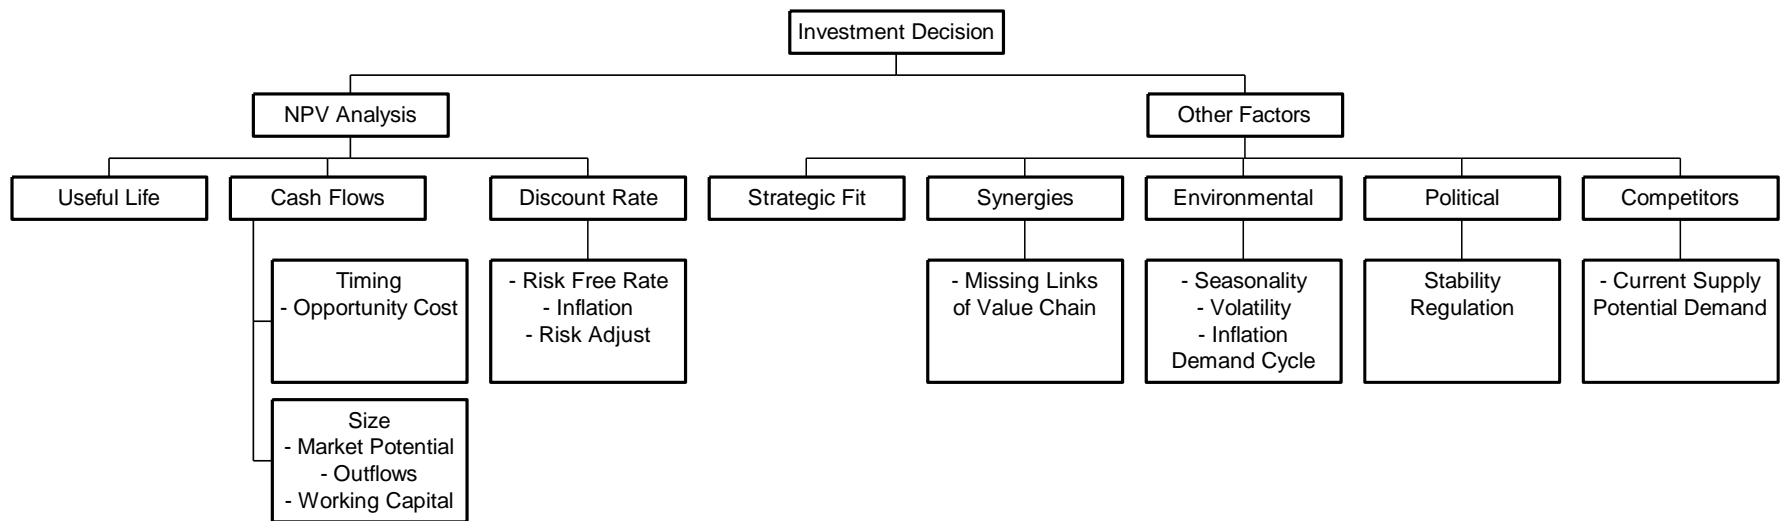 Investment Decision
NPV Analysis
Other Factors
Useful Life
Cash Flows
Discount Rate
Strategic Fit
Synergies
Environmental
Political
Competitors
Timing
- Opportunity Cost
- Risk Free Rate
- Inflation
- Risk Adjust
- Missing Links
of Value Chain
- Seasonality
- Volatility
- Inflation
Demand Cycle
Stability
Regulation
- Current Supply
Potential Demand
Size
- Market Potential
- Outflows
- Working Capital